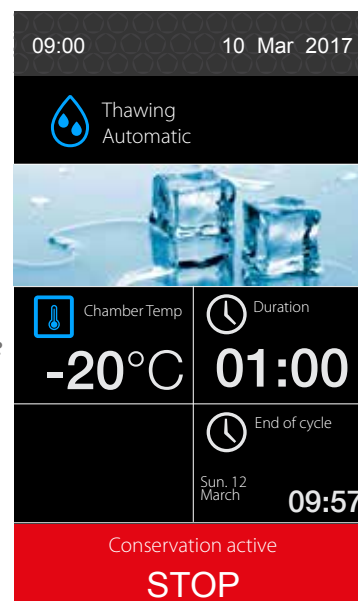 09:00 10 Mar 2017
Thawing
Automatic
Chamber Temp
-20°C
Duration
01:00
End of cycle
Sun. 12
March
09:57
Conservation active
STOP